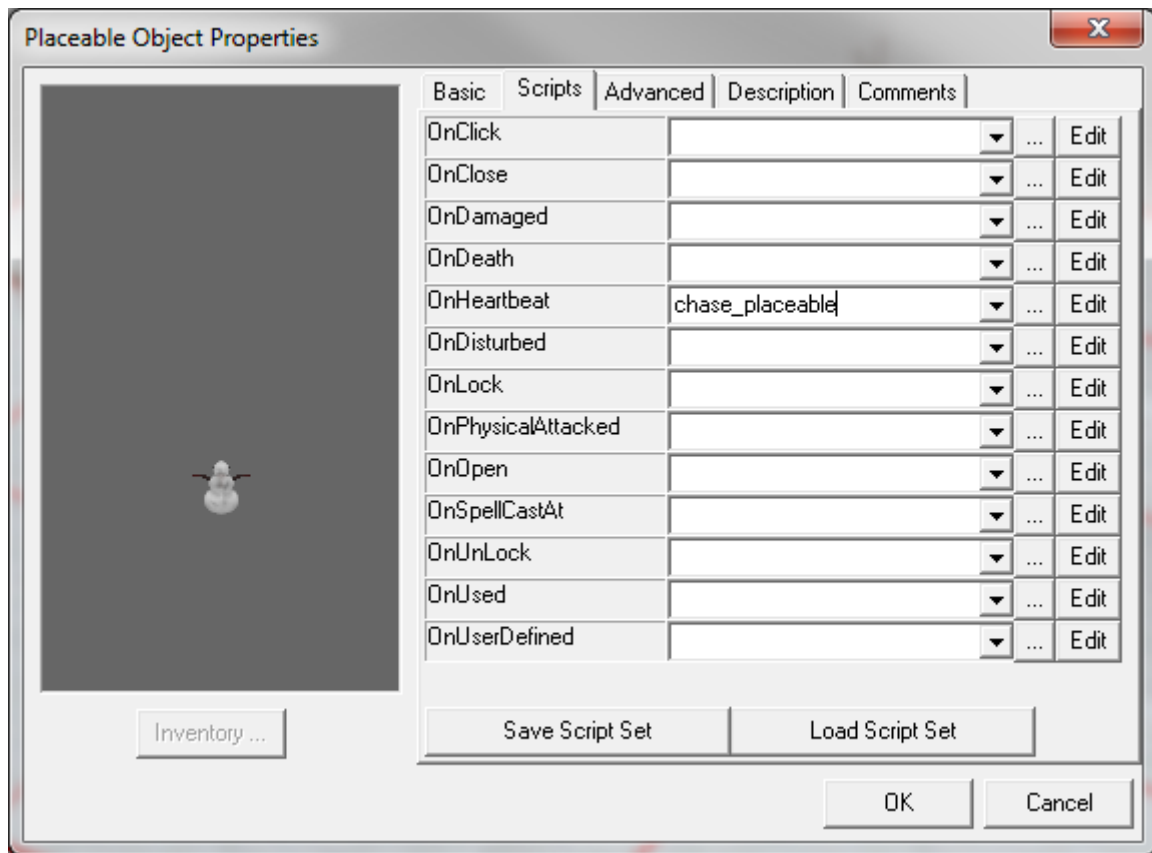 Placeable Object Properties
x
Basic Scripts Advanced Description Comments
OnClick ... Edit
OnClose ... Edit
OnDamaged ... Edit
OnDeath ... Edit
OnHeartbeat chase_placeable ... Edit
OnDisturbed ... Edit
OnLock ... Edit
OnPhysicalAttacked ... Edit
OnOpen ... Edit
OnSpellCastAt ... Edit
OnUnLock ... Edit
OnUsed ... Edit
OnUserDefined ... Edit
Inventory ... Save Script Set Load Script Set
OK Cancel